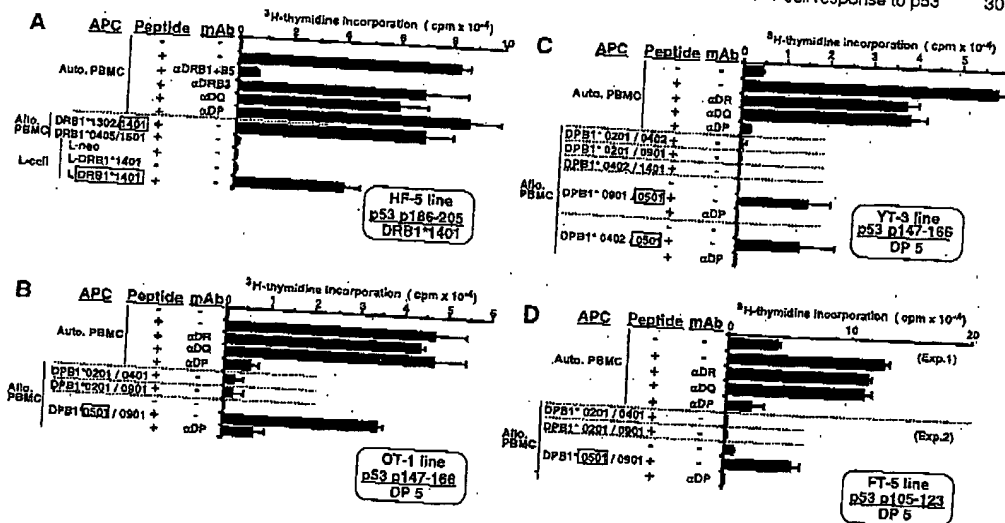 T cell response to p53 30
A
³H-thymidine incorporation (cpm x 10⁻⁴)
APC Peptide mAb
0 2 4 6 8 10
- -
+ -
Auto. PBMC + αDRB1+B5
+ αDRB3
+ αDQ
+ αDP
Allo. PBMC
DRB1*1302/1401 + -
DRB1*0405/1501 + -
L-cell
L-neo + -
L-DRB1*1401 - -
L-DRB1*1401 + -
HF-5 line
p53 p186-205
DRB1*1401
B
³H-thymidine incorporation (cpm x 10⁻⁴)
APC Peptide mAb
0 1 2 3 4 5 6
- -
Auto. PBMC + -
+ αDR
+ αDQ
+ αDP
Allo. PBMC
DPB1*0201/0401 + -
DPB1*0201/0901 + -
- -
DPB1*0501/0901 + -
+ αDP
OT-1 line
p53 p147-166
DP 5
C
³H-thymidine incorporation (cpm x 10⁻⁴)
APC Peptide mAb
0 1 2 3 4 5
- -
Auto. PBMC + -
+ αDR
+ αDQ
+ αDP
Allo. PBMC
DPB1* 0201/0402 + -
DPB1* 0201/0901 + -
DPB1* 0402/1401 + -
- -
DPB1* 0901/0501 + -
+ αDP
- -
DPB1* 0402/0501 + -
+ αDP
YT-3 line
p53 p147-166
DP 5
D
³H-thymidine incorporation (cpm x 10⁻⁴)
APC Peptide mAb
0 10 20
- -
(Exp.1)
Auto. PBMC + -
+ αDR
+ αDQ
+ αDP
Allo. PBMC
DPB1* 0201/0401 + -
DPB1* 0201/0901 + -
(Exp.2)
- -
DPB1*0501/0901 + -
+ αDP
FT-5 line
p53 p105-123
DP 5